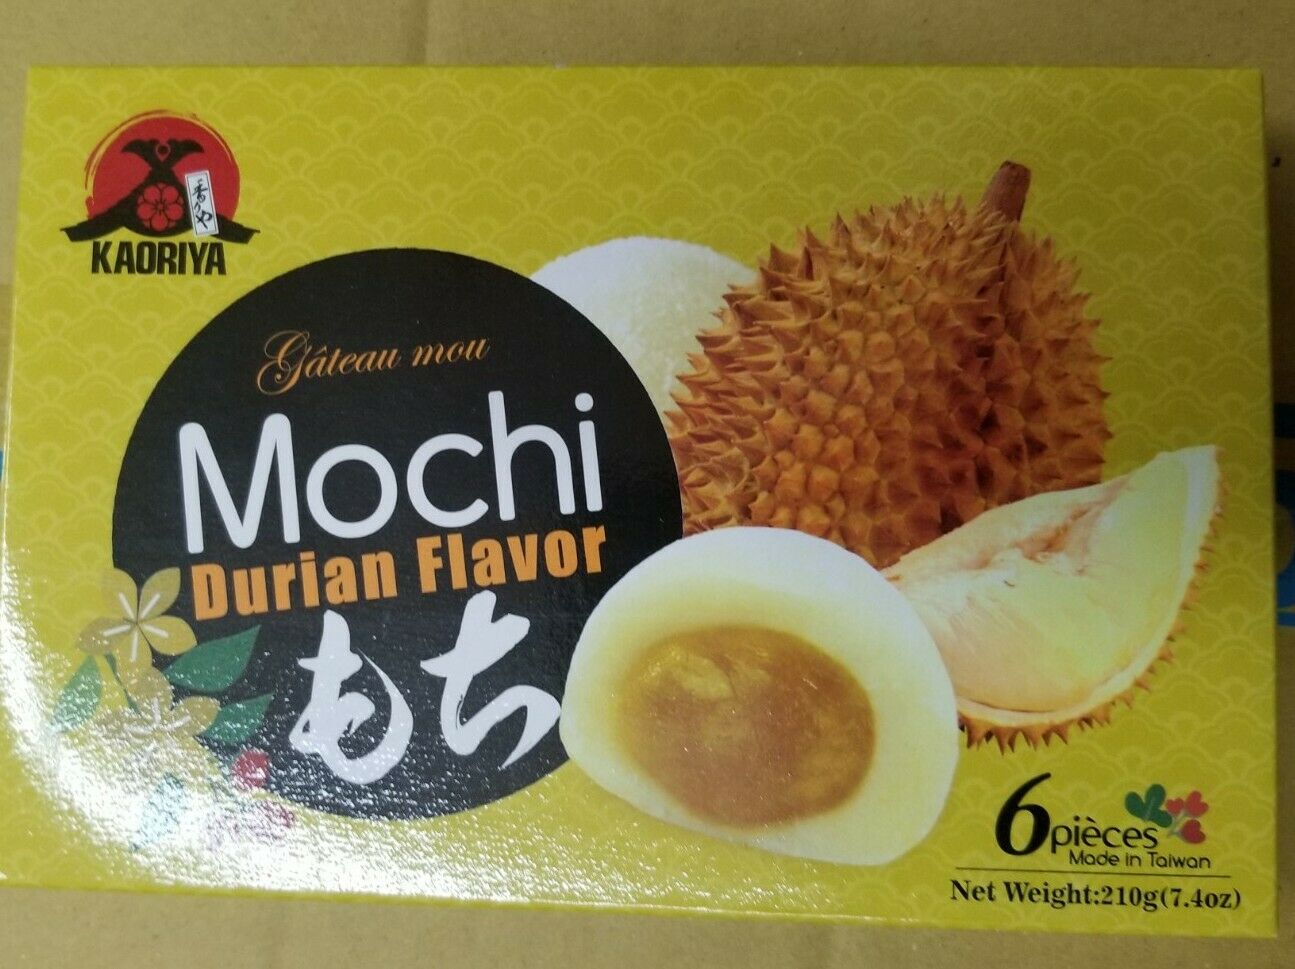 香りや
KAORIYA
Gâteau mou
Mochi
Durian Flavor
もち
6pièces
Made in Taiwan
Net Weight:210g(7.4oz)